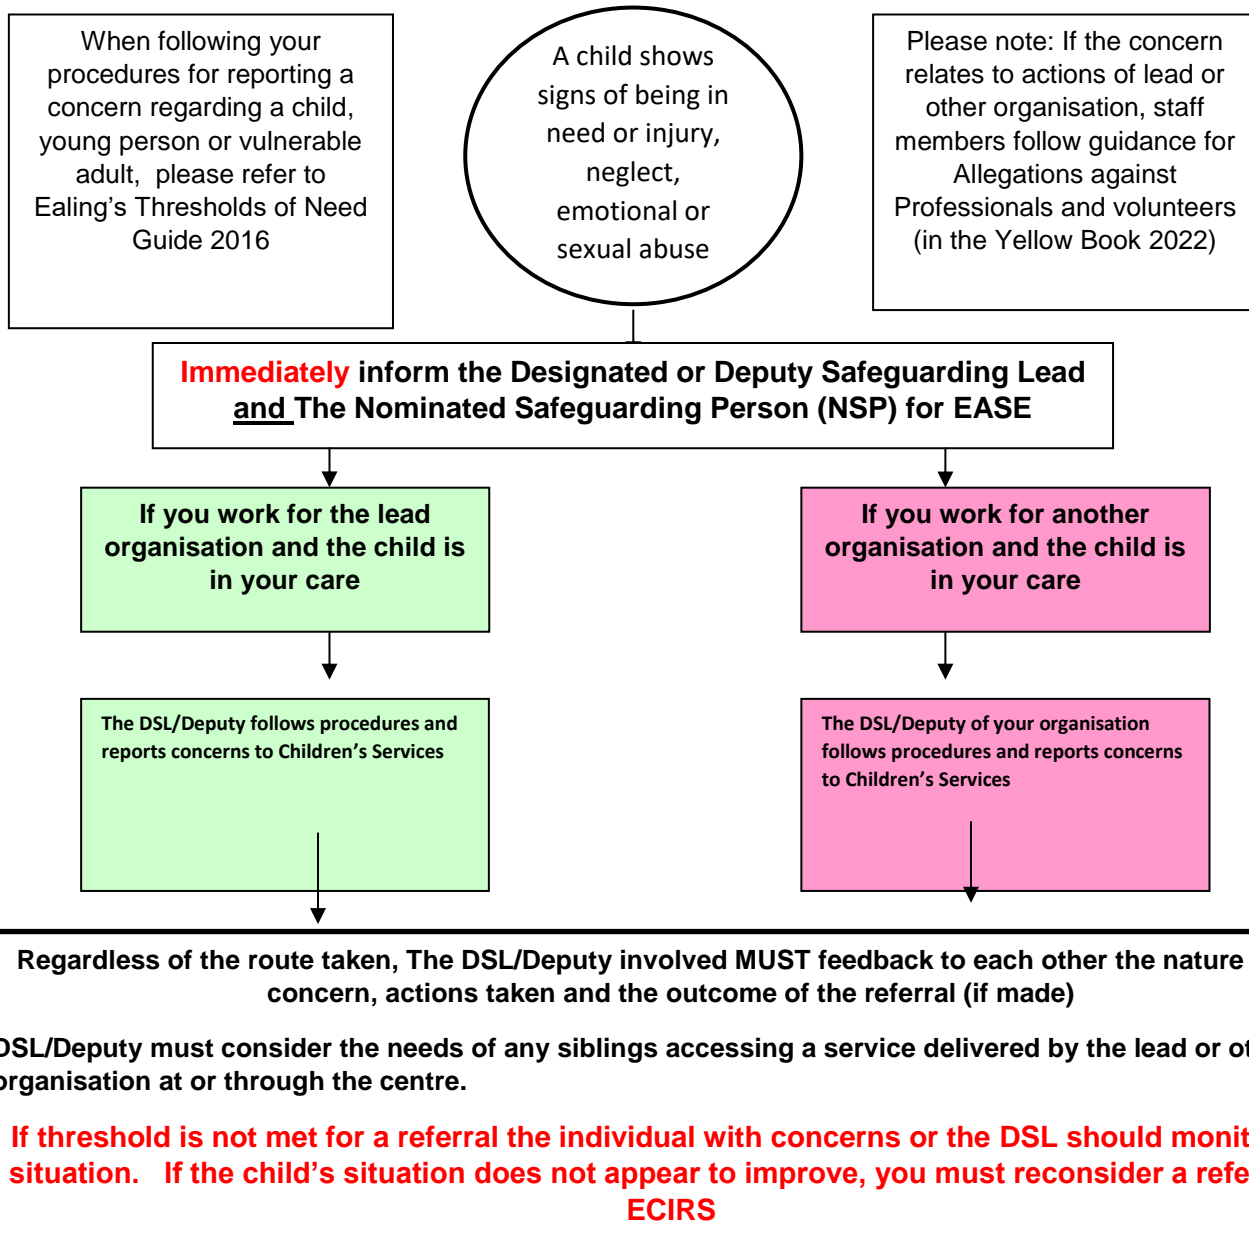 When following your
procedures for reporting a
concern regarding a child,
young person or vulnerable
adult,  please refer to
Ealing's Thresholds of Need
Guide 2016
A child shows
signs of being in
need or injury,
neglect,
emotional or
sexual abuse
Please note: If the concern
relates to actions of lead or
other organisation, staff
members follow guidance for
Allegations against
Professionals and volunteers
(in the Yellow Book 2022)
Immediately inform the Designated or Deputy Safeguarding Lead
and The Nominated Safeguarding Person (NSP) for EASE
If you work for the lead
organisation and the child is
in your care
If you work for another
organisation and the child is
in your care
The DSL/Deputy follows procedures and
reports concerns to Children's Services
The DSL/Deputy of your organisation
follows procedures and reports concerns
to Children's Services
Regardless of the route taken, The DSL/Deputy involved MUST feedback to each other the nature
concern, actions taken and the outcome of the referral (if made)
DSL/Deputy must consider the needs of any siblings accessing a service delivered by the lead or
organisation at or through the centre.
If threshold is not met for a referral the individual with concerns or the DSL should
situation.   If the child's situation does not appear to improve, you must reconsider a
ECIRS